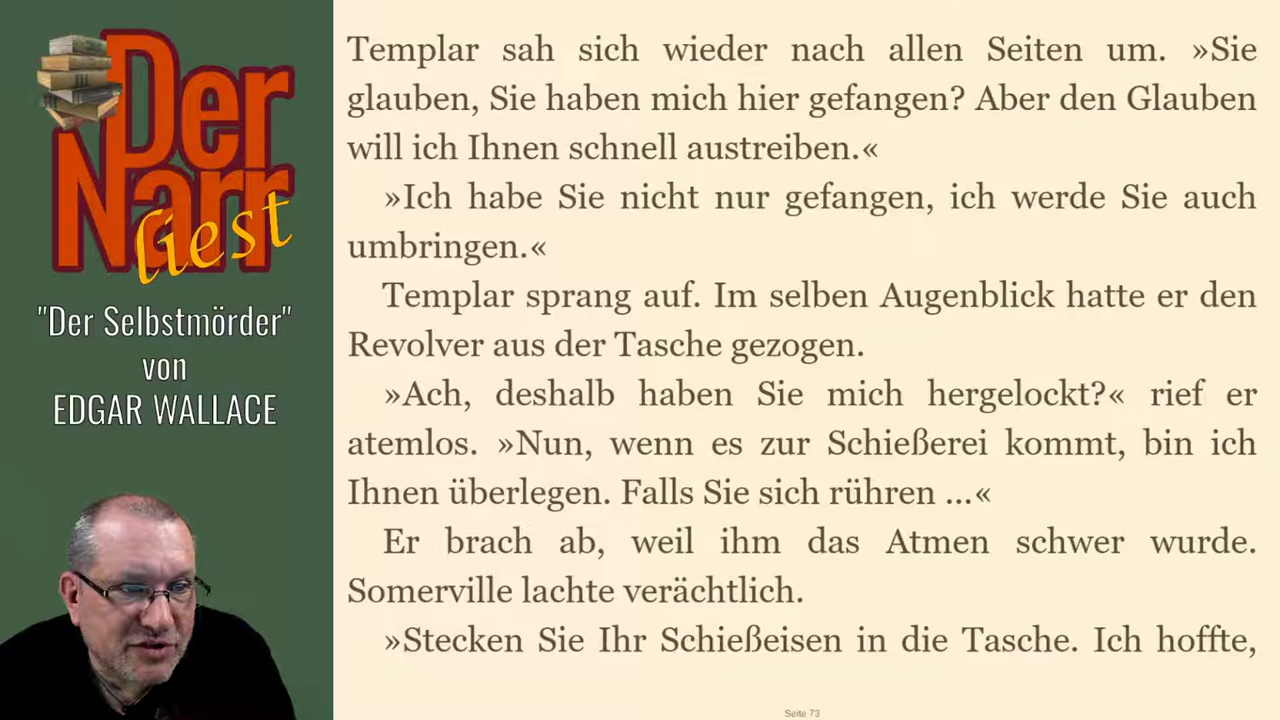 Der
Narr
liest
"Der Selbstmörder"
von
EDGAR WALLACE
Templar sah sich wieder nach allen Seiten um. »Sie
glauben, Sie haben mich hier gefangen? Aber den Glauben
will ich Ihnen schnell austreiben.«
»Ich habe Sie nicht nur gefangen, ich werde Sie auch
umbringen.«
Templar sprang auf. Im selben Augenblick hatte er den
Revolver aus der Tasche gezogen.
»Ach, deshalb haben Sie mich hergelockt?« rief er
atemlos. »Nun, wenn es zur Schießerei kommt, bin ich
Ihnen überlegen. Falls Sie sich rühren ...«
Er brach ab, weil ihm das Atmen schwer wurde.
Somerville lachte verächtlich.
»Stecken Sie Ihr Schießeisen in die Tasche. Ich hoffte,
Seite 73